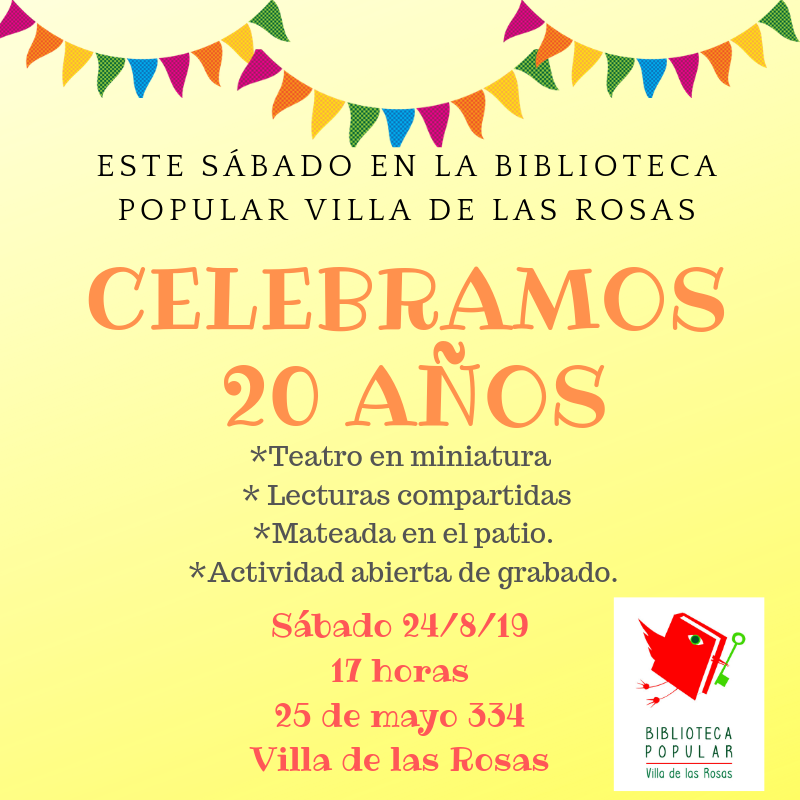 ESTE SÁBADO EN LA BIBLIOTECA
POPULAR VILLA DE LAS ROSAS
CELEBRAMOS
20 AÑOS
*Teatro en miniatura
* Lecturas compartidas
*Mateada en el patio.
*Actividad abierta de grabado.
Sábado 24/8/19
17 horas
25 de mayo 334
Villa de las Rosas
BIBLIOTECA
POPULAR
Villa de las Rosas